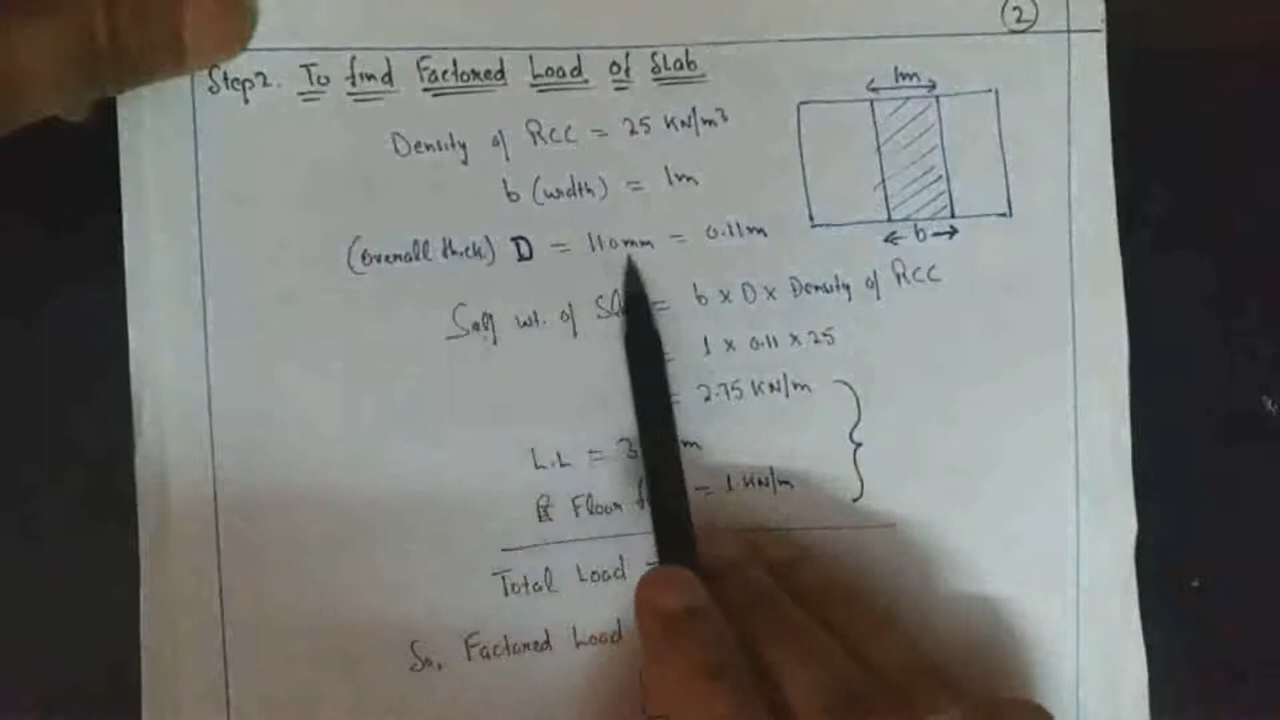 2
Step2. To find Factored Load of Slab
1m
Density of RCC = 25 KN/m³
b (width) = 1m
(Overall thick.) D = 110mm = 0.11m
b
Self wt. of = b x D x Density of RCC
= 1 x 0.11 x 25
= 2.75 KN/m
L.L = 3
Floor = 1 KN/m
Total Load
So, Factored Load